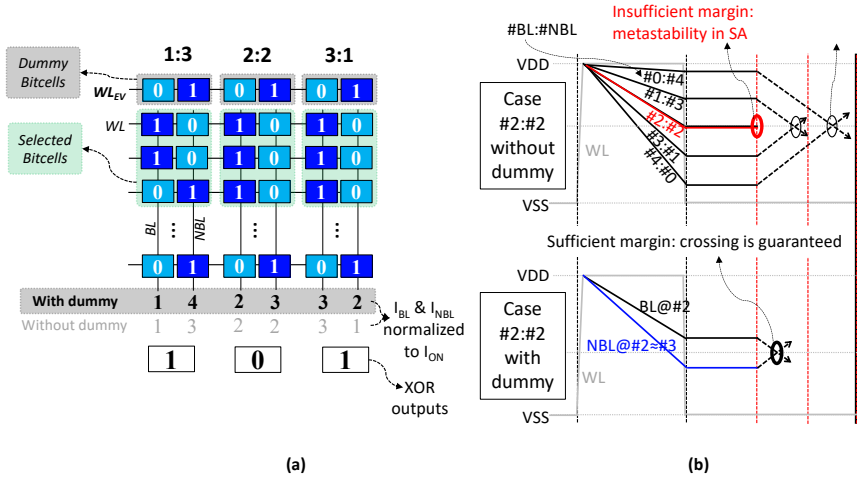 1:3 2:2 3:1
Dummy
Bitcells
WL_EV
0 1 0 1 0 1
WL
1 0 1 0 1 0
Selected
Bitcells
1 0 1 0 1 0
0 1 1 0 1 0
BL
⋮
NBL
⋮
⋮
0 1 0 1 0 1
With dummy 1 4 2 3 3 2
Without dummy 1 3 2 2 3 1
I_BL & I_NBL
normalized
to I_ON
1 0 1
XOR
outputs
(a)
Insufficient margin:
metastability in SA
#BL:#NBL
VDD
#0:#4
#1:#3
#2:#2
#3:#1
#4:#0
Case
#2:#2
without
dummy
WL
VSS
Sufficient margin: crossing is guaranteed
VDD
BL@#2
Case
#2:#2
with
dummy
NBL@#2≈#3
WL
VSS
(b)